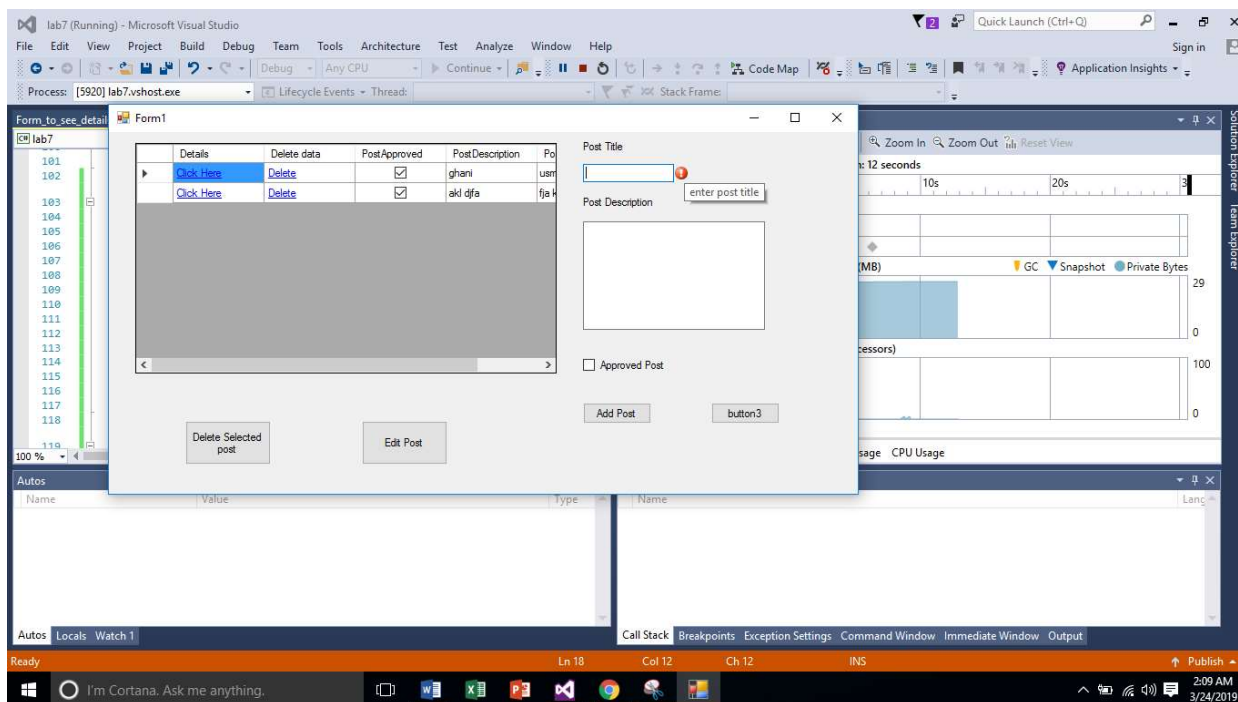 lab7 (Running) - Microsoft Visual Studio
2
Quick Launch (Ctrl+Q)
File Edit View Project Build Debug Team Tools Architecture Test Analyze Window Help
Sign in
Debug Any CPU Continue Code Map Application Insights
Process: [5920] lab7.vshost.exe Lifecycle Events Thread: Stack Frame:
Form_to_see_detail
C# lab7
101
102
103
104
105
106
107
108
109
110
111
112
113
114
115
116
117
118
119
100 %
Form1
Details Delete data PostApproved PostDescription Po
Click Here Delete ghani usm
Click Here Delete akl djfa fja k
Post Title
enter post title
Post Description
Approved Post
Add Post button3
Delete Selected
post
Edit Post
Zoom In Zoom Out Reset View
n: 12 seconds
10s 20s 3
(MB) GC Snapshot Private Bytes
29
0
cessors)
100
0
sage CPU Usage
Solution Explorer
Team Explorer
Autos
Name Value Type
Name Lang
Autos Locals Watch 1
Call Stack Breakpoints Exception Settings Command Window Immediate Window Output
Ready Ln 18 Col 12 Ch 12 INS Publish
I'm Cortana. Ask me anything.
2:09 AM
3/24/2019